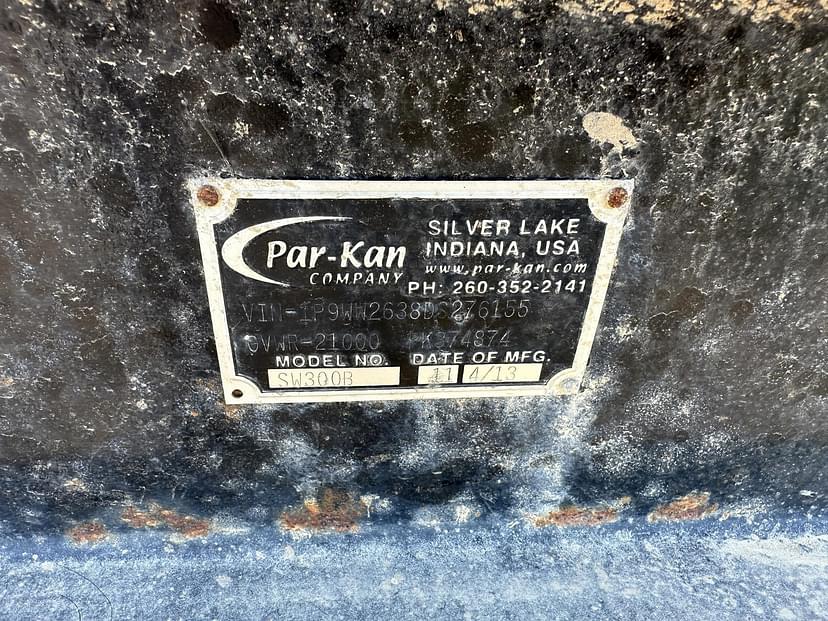 Par-Kan
COMPANY
SILVER LAKE
INDIANA, USA
www.par-kan.com
PH: 260-352-2141
VIN-1P9WW2638DS276155
GVWR-21000 PK374874
MODEL NO. DATE OF MFG.
SW300B 11 4/13